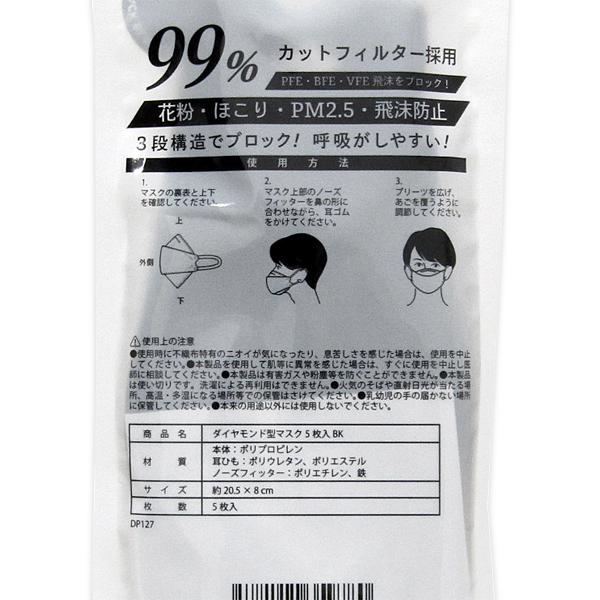 99% カットフィルター採用
PFE・BFE・VFE 飛沫をブロック!
花粉・ほこり・PM2.5・飛沫防止
3段構造でブロック! 呼吸がしやすい!
使用方法
1.
マスクの裏表と上下
を確認してください。
上
外側
下
2.
マスク上部のノーズ
フィッターを鼻の形に
合わせながら、耳ゴム
をかけてください。
3.
プリーツを広げ、
あごを覆うように
調節してください。
⚠使用上の注意
●使用時に不織布特有のニオイが気になったり、息苦しさを感じた場合は、使用を中止
してください。●本製品を使用して肌等に異常を感じた場合は、すぐに使用を中止し医
師に相談してください。●本製品は有害ガスや粉塵等を防ぐことができません。●本製品
は使い切りです。洗濯による再利用はできません。●火気のそばや直射日光が当たる場
所、高温・多湿になる場所等での保管はさけてください。●乳幼児の手の届かない場所
に保管してください。●本来の用途以外には使用しないでください。
商品名 ダイヤモンド型マスク5枚入BK
材質 本体:ポリプロピレン
耳ひも:ポリウレタン、ポリエステル
ノーズフィッター:ポリエチレン、鉄
サイズ 約20.5×8cm
枚数 5枚入
DP127